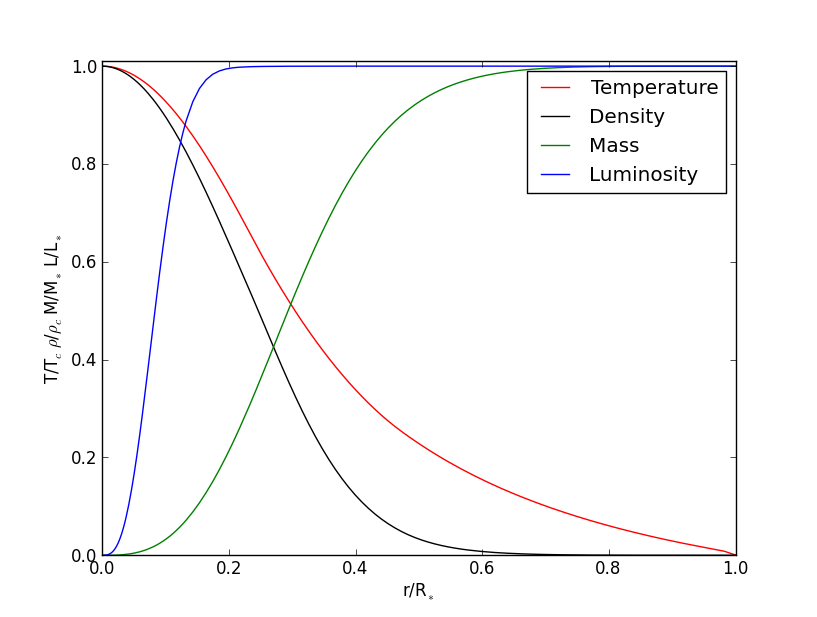 1.0
0.8
0.6
0.4
0.2
0.0
T/T_c ρ/ρ_c M/M_* L/L_*
Temperature
Density
Mass
Luminosity
0.0 0.2 0.4 0.6 0.8 1.0
r/R_*